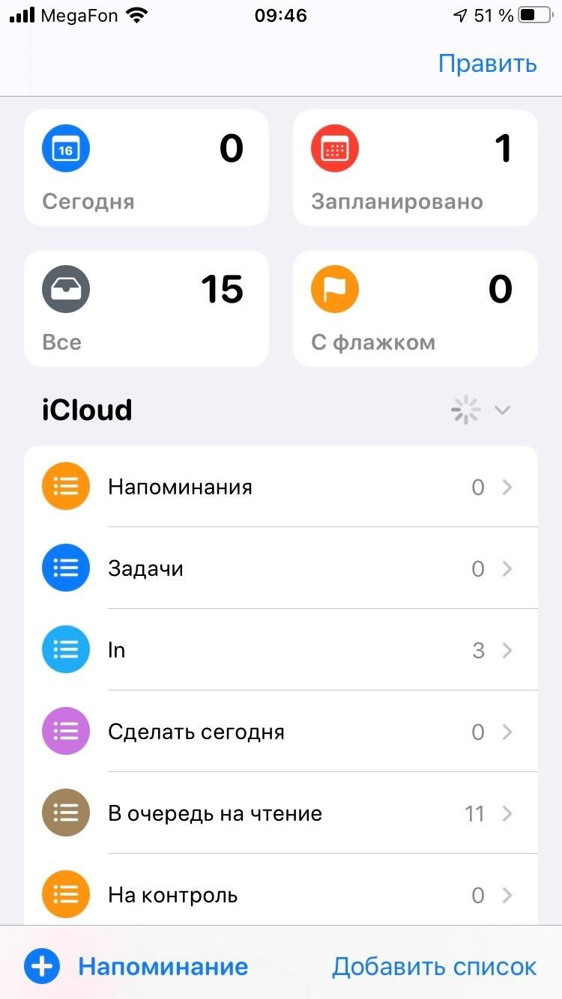 MegaFon 09:46 51 %
Править
16 0 1
Сегодня Запланировано
15 0
Все С флажком
iCloud
Напоминания 0
Задачи 0
In 3
Сделать сегодня 0
В очередь на чтение 11
На контроль 0
Напоминание Добавить список